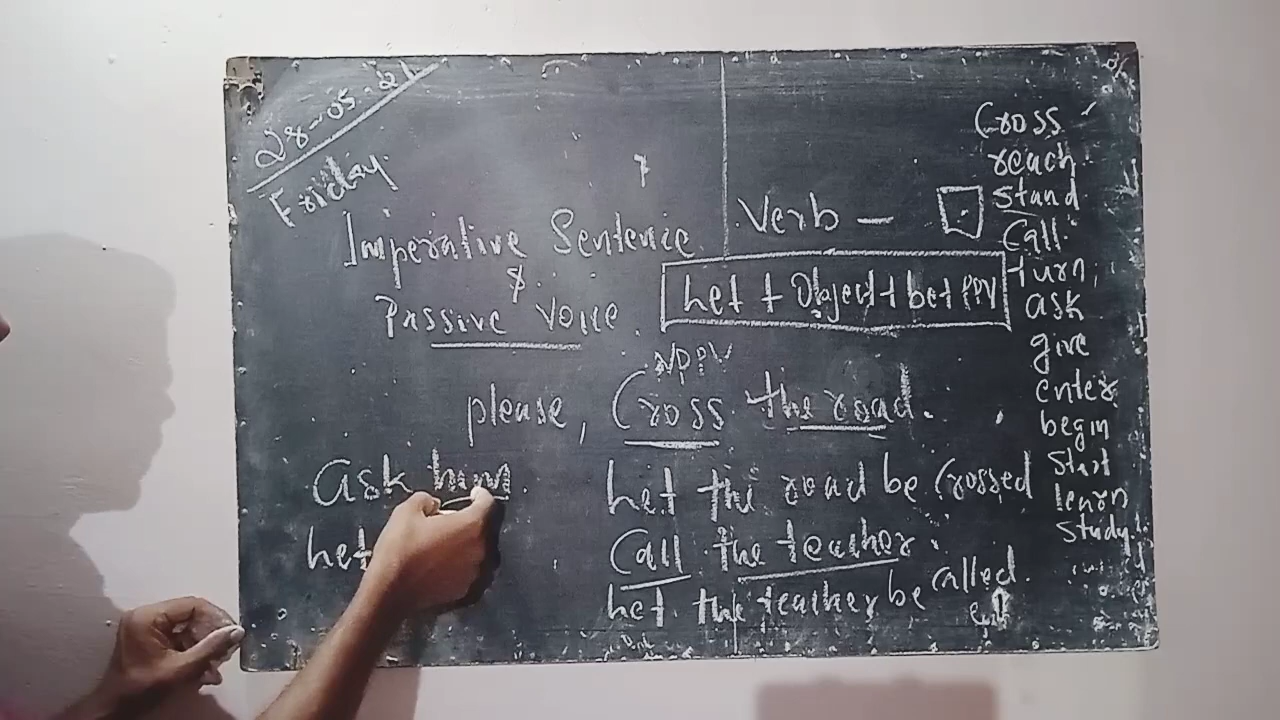 28-05-21
Friday.
Imperative Sentence
&
Passive Voice.
Verb —
Let + Object + be + PPV
Cross
reach
Stand
Call
turn,
ask
give
enter
begin
Start
learn
study
please, Cross the road.
Ask him.
Let
Let the road be Crossed
Call the teacher.
Let the teacher be called.